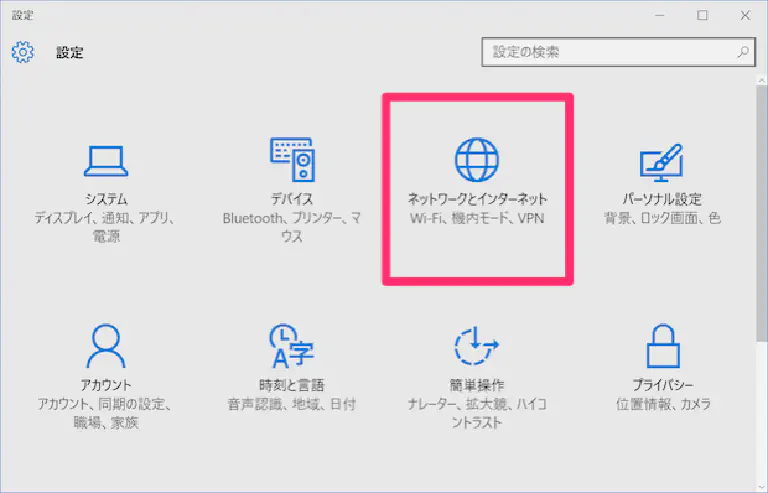 設定
設定
設定の検索
システム
ディスプレイ、通知、アプリ、
電源
デバイス
Bluetooth、プリンター、マ
ウス
ネットワークとインターネット
Wi-Fi、機内モード、VPN
パーソナル設定
背景、ロック画面、色
アカウント
アカウント、同期の設定、
職場、家族
時刻と言語
音声認識、地域、日付
簡単操作
ナレーター、拡大鏡、ハイコ
ントラスト
プライバシー
位置情報、カメラ